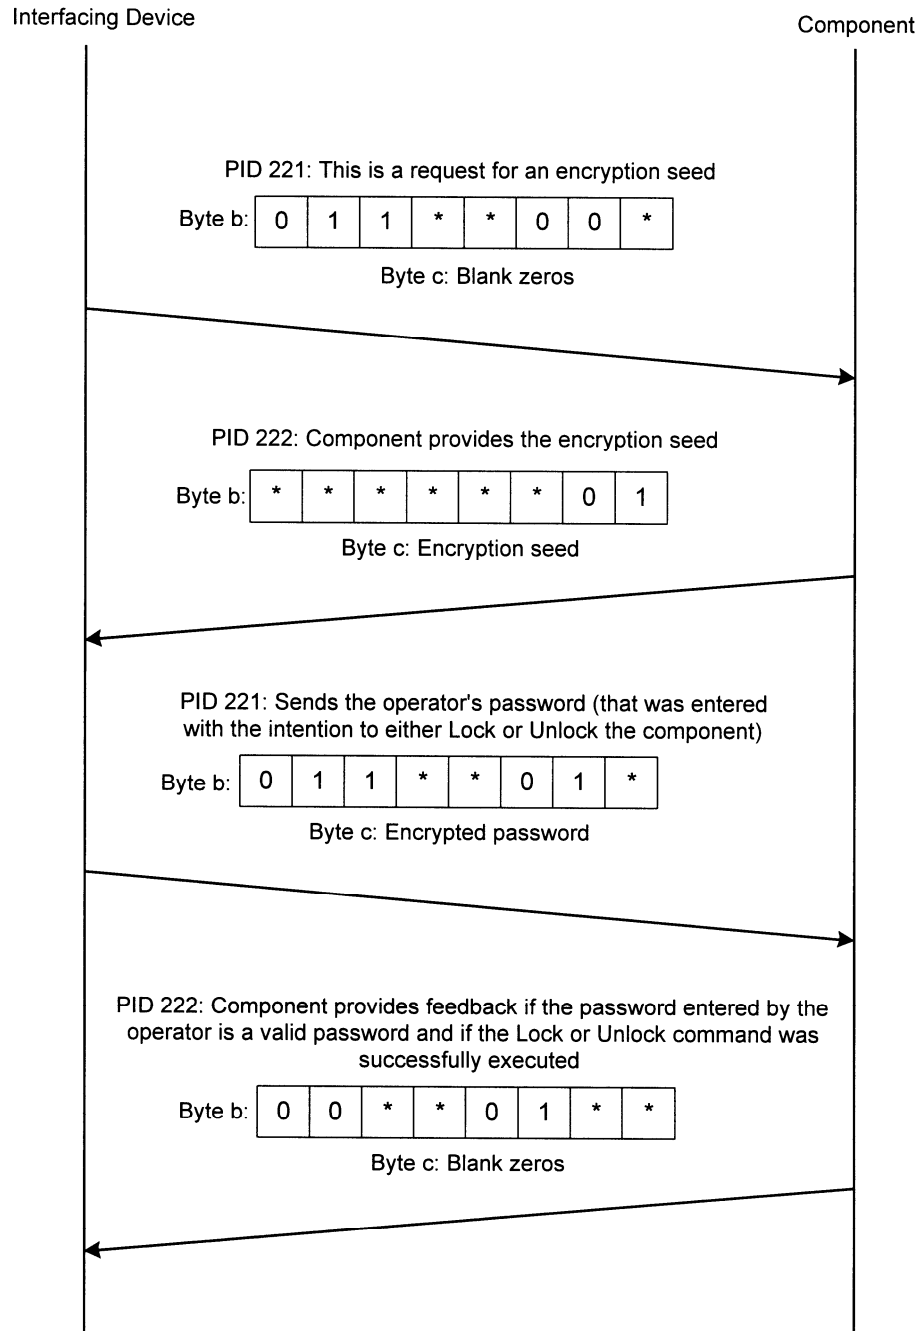 Interfacing Device
Component
PID 221: This is a request for an encryption seed
Byte b: 0 1 1 * * 0 0 *
Byte c: Blank zeros
PID 222: Component provides the encryption seed
Byte b: * * * * * * 0 1
Byte c: Encryption seed
PID 221: Sends the operator's password (that was entered
with the intention to either Lock or Unlock the component)
Byte b: 0 1 1 * * 0 1 *
Byte c: Encrypted password
PID 222: Component provides feedback if the password entered by the
operator is a valid password and if the Lock or Unlock command was
successfully executed
Byte b: 0 0 * * 0 1 * *
Byte c: Blank zeros